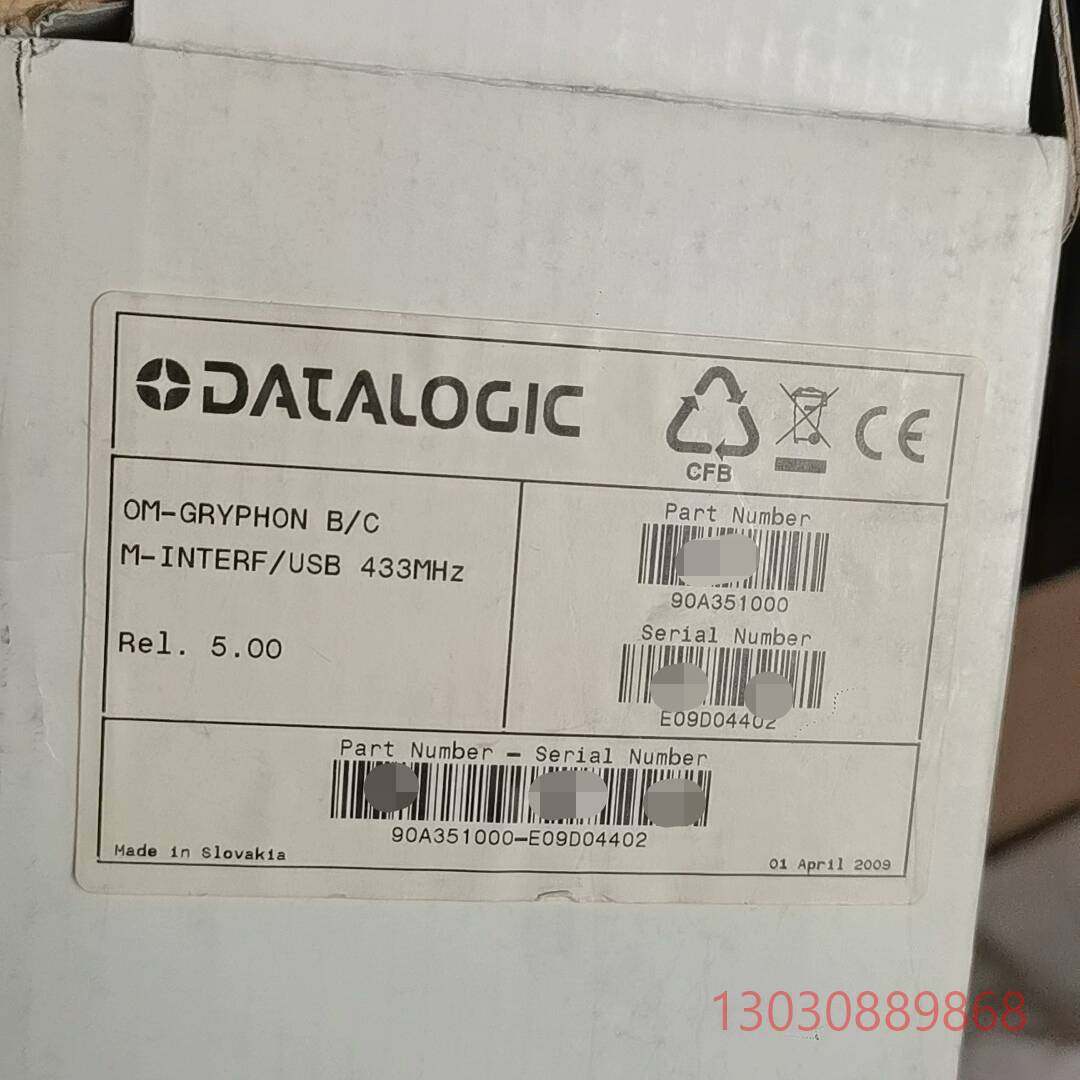 DATALOGIC
CFB
CE
OM-GRYPHON B/C
M-INTERF/USB 433MHz
Rel. 5.00
Part Number
90A351000
Serial Number
E09D04402
Part Number - Serial Number
90A351000-E09D04402
Made in Slovakia
01 April 2009
13030889868